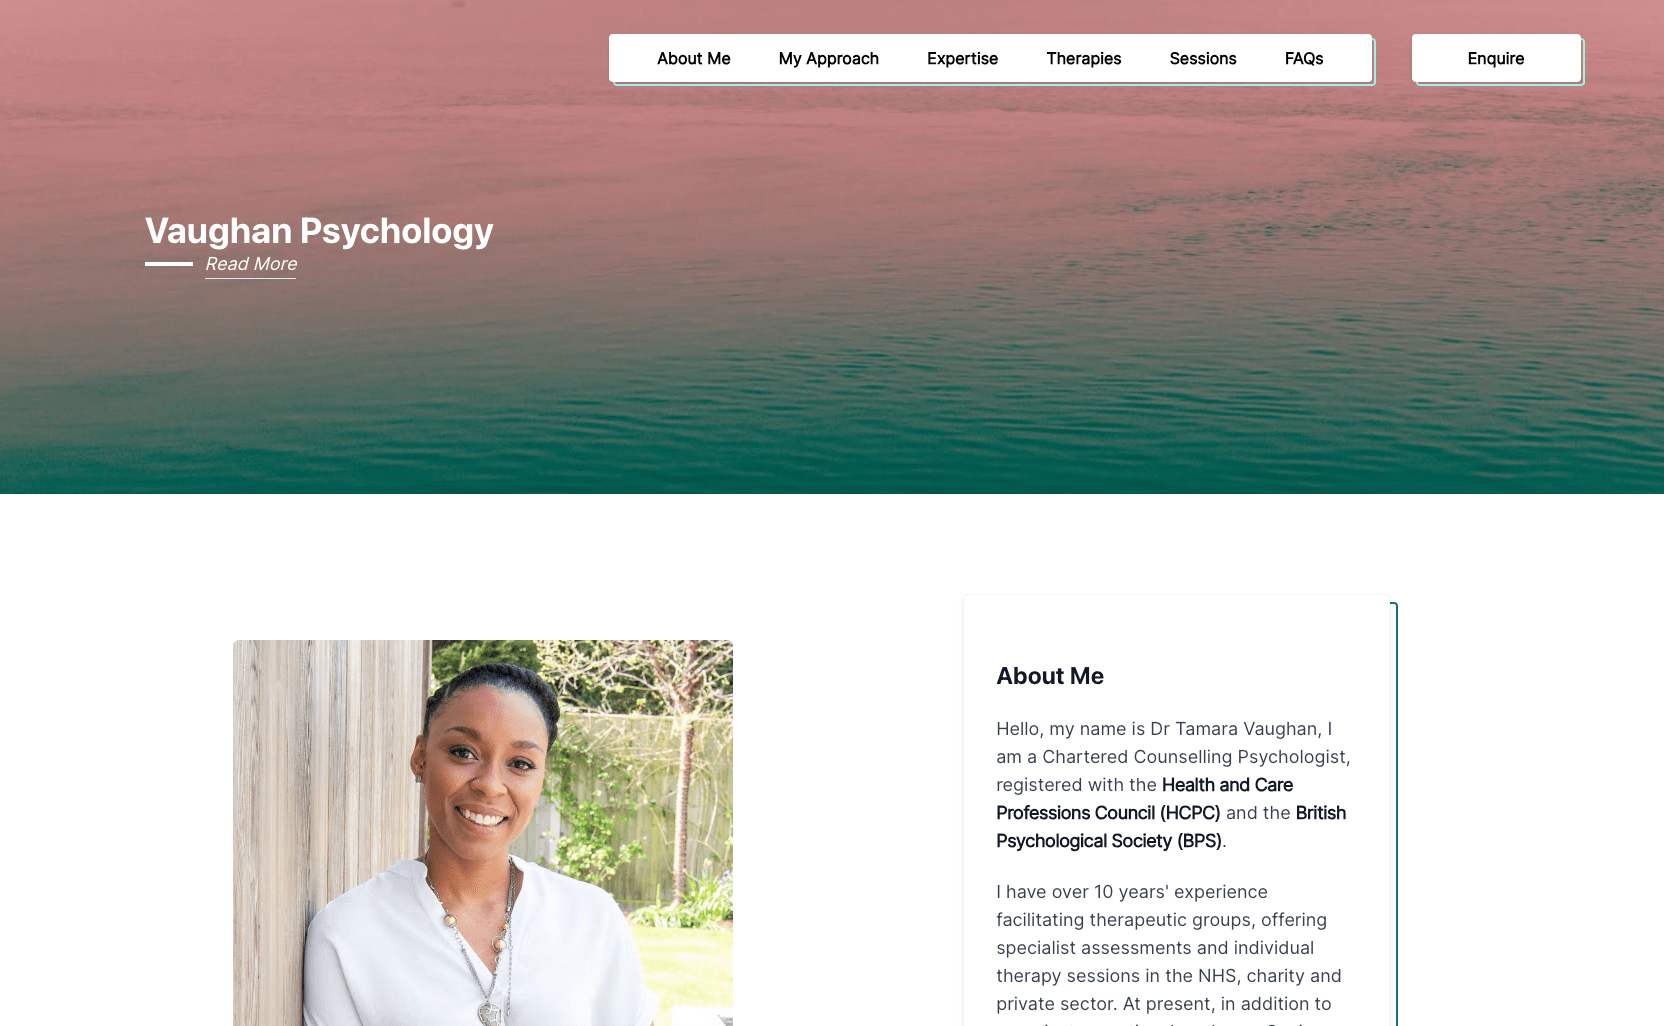 About Me My Approach Expertise Therapies Sessions FAQs Enquire
Vaughan Psychology
Read More
About Me
Hello, my name is Dr Tamara Vaughan, I
am a Chartered Counselling Psychologist,
registered with the Health and Care
Professions Council (HCPC) and the British
Psychological Society (BPS).
I have over 10 years' experience
facilitating therapeutic groups, offering
specialist assessments and individual
therapy sessions in the NHS, charity and
private sector. At present, in addition to